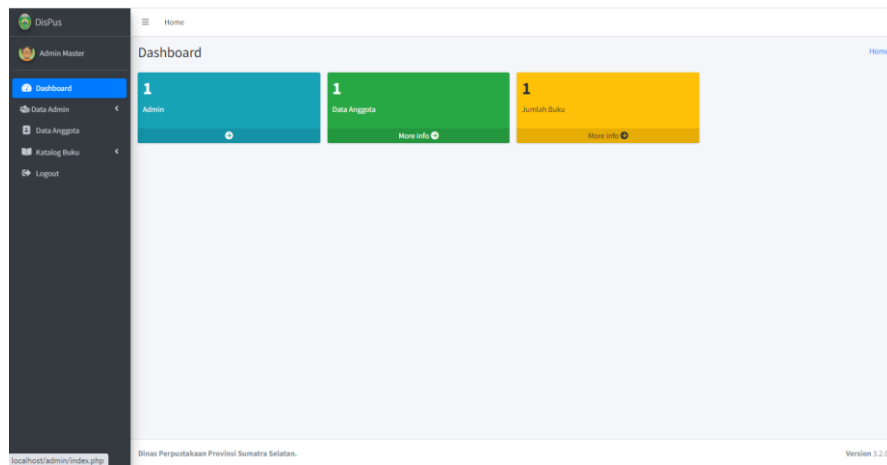 DisPus
Home
Admin Master
Dashboard
Home
Dashboard
Data Admin
Data Anggota
Katalog Buku
Logout
1
Admin
1
Data Anggota
More info
1
Jumlah Buku
More info
Dinas Perpustakaan Provinsi Sumatra Selatan.
Version 3.2.0
localhost/admin/index.php